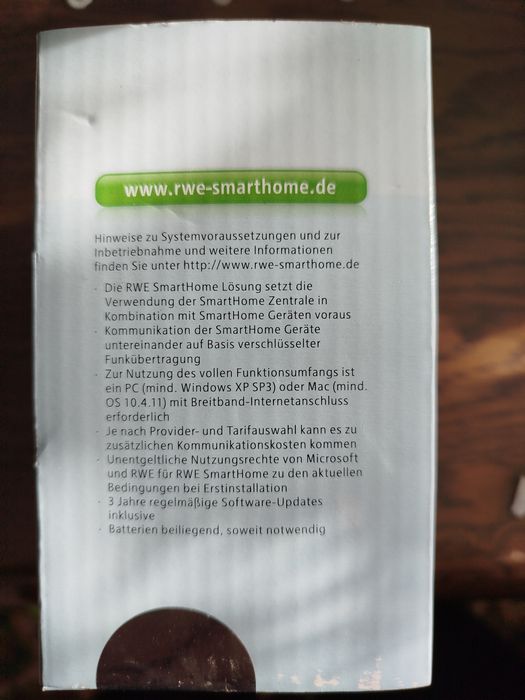 www.rwe-smarthome.de
Hinweise zu Systemvoraussetzungen und zur
Inbetriebnahme und weitere Informationen
finden Sie unter http://www.rwe-smarthome.de
- Die RWE SmartHome Lösung setzt die
Verwendung der SmartHome Zentrale in
Kombination mit SmartHome Geräten voraus
- Kommunikation der SmartHome Geräte
untereinander auf Basis verschlüsselter
Funkübertragung
- Zur Nutzung des vollen Funktionsumfangs ist
ein PC (mind. Windows XP SP3) oder Mac (mind.
OS 10.4.11) mit Breitband-Internetanschluss
erforderlich
- Je nach Provider- und Tarifauswahl kann es zu
zusätzlichen Kommunikationskosten kommen
- Unentgeltliche Nutzungsrechte von Microsoft
und RWE für RWE SmartHome zu den aktuellen
Bedingungen bei Erstinstallation
- 3 Jahre regelmäßige Software-Updates
inklusive
- Batterien beiliegend, soweit notwendig